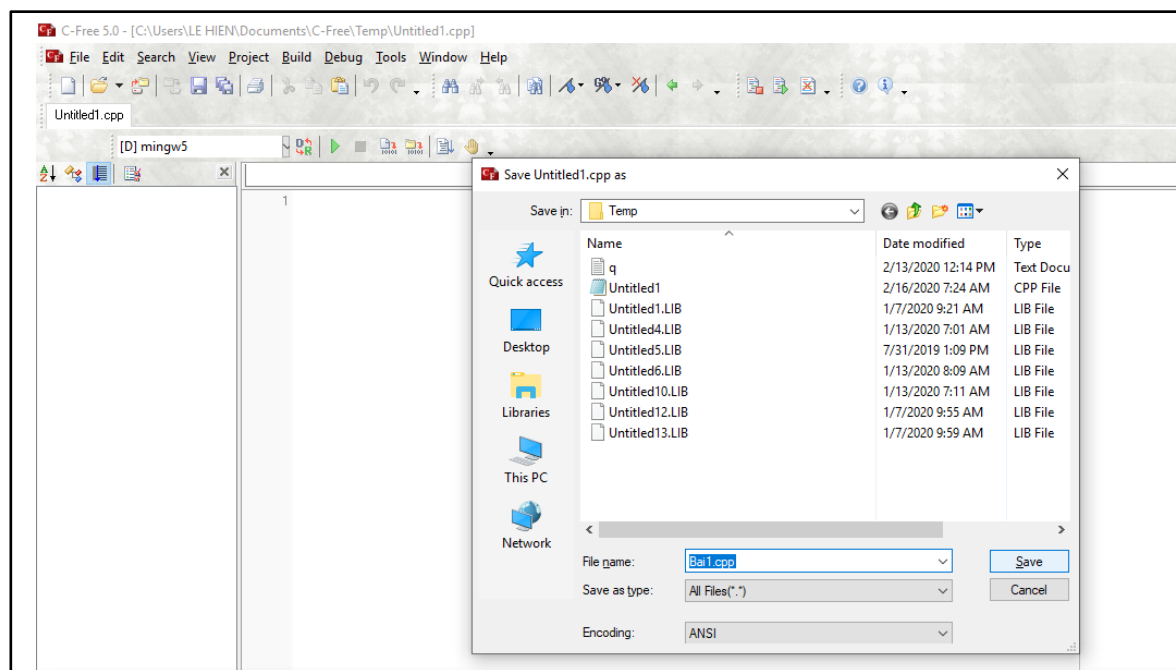 C-Free 5.0 - [C:\Users\LE HIEN\Documents\C-Free\Temp\Untitled1.cpp]
File Edit Search View Project Build Debug Tools Window Help
Untitled1.cpp
[D] mingw5
1
Save Untitled1.cpp as
Save in: Temp
Quick access
Desktop
Libraries
This PC
Network
Name Date modified Type
q 2/13/2020 12:14 PM Text Docu
Untitled1 2/16/2020 7:24 AM CPP File
Untitled1.LIB 1/7/2020 9:21 AM LIB File
Untitled4.LIB 1/13/2020 7:01 AM LIB File
Untitled5.LIB 7/31/2019 1:09 PM LIB File
Untitled6.LIB 1/13/2020 8:09 AM LIB File
Untitled10.LIB 1/13/2020 7:11 AM LIB File
Untitled12.LIB 1/7/2020 9:55 AM LIB File
Untitled13.LIB 1/7/2020 9:59 AM LIB File
File name: Bai1.cpp Save
Save as type: All Files(*.*) Cancel
Encoding: ANSI